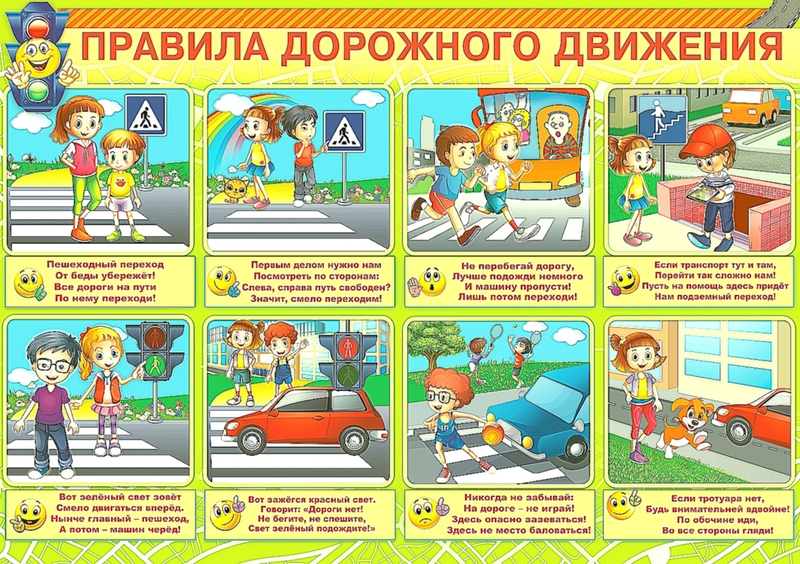 ПРАВИЛА ДОРОЖНОГО ДВИЖЕНИЯ
Пешеходный переход
От беды убережёт!
Все дороги на пути
По нему переходи!
Первым делом нужно нам
Посмотреть по сторонам:
Слева, справа путь свободен?
Значит, смело переходим!
Не перебегай дорогу,
Лучше подожди немного
И машину пропусти!
Лишь потом переходи!
Если транспорт тут и там,
Перейти так сложно нам!
Пусть на помощь здесь придёт
Нам подземный переход!
Вот зелёный свет зовёт
Смело двигаться вперёд.
Нынче главный – пешеход,
А потом – машин черёд!
Вот зажёгся красный свет.
Говорит: «Дороги нет!
Не бегите, не спешите,
Свет зелёный подождите!»
Никогда не забывай:
На дороге – не играй!
Здесь опасно зазеваться!
Здесь не место баловаться!
Если тротуара нет,
Будь внимательней вдвойне!
По обочине иди,
Во все стороны гляди!